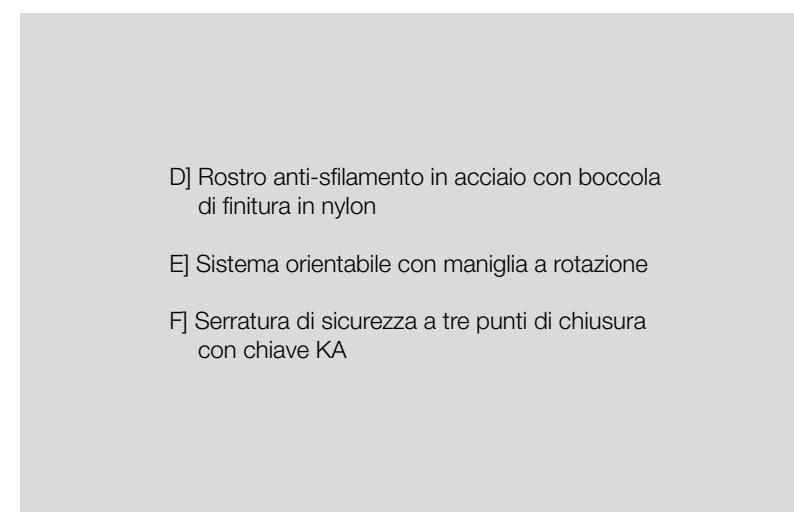 D] Rostro anti-sfilamento in acciaio con boccola
di finitura in nylon
E] Sistema orientabile con maniglia a rotazione
F] Serratura di sicurezza a tre punti di chiusura
con chiave KA